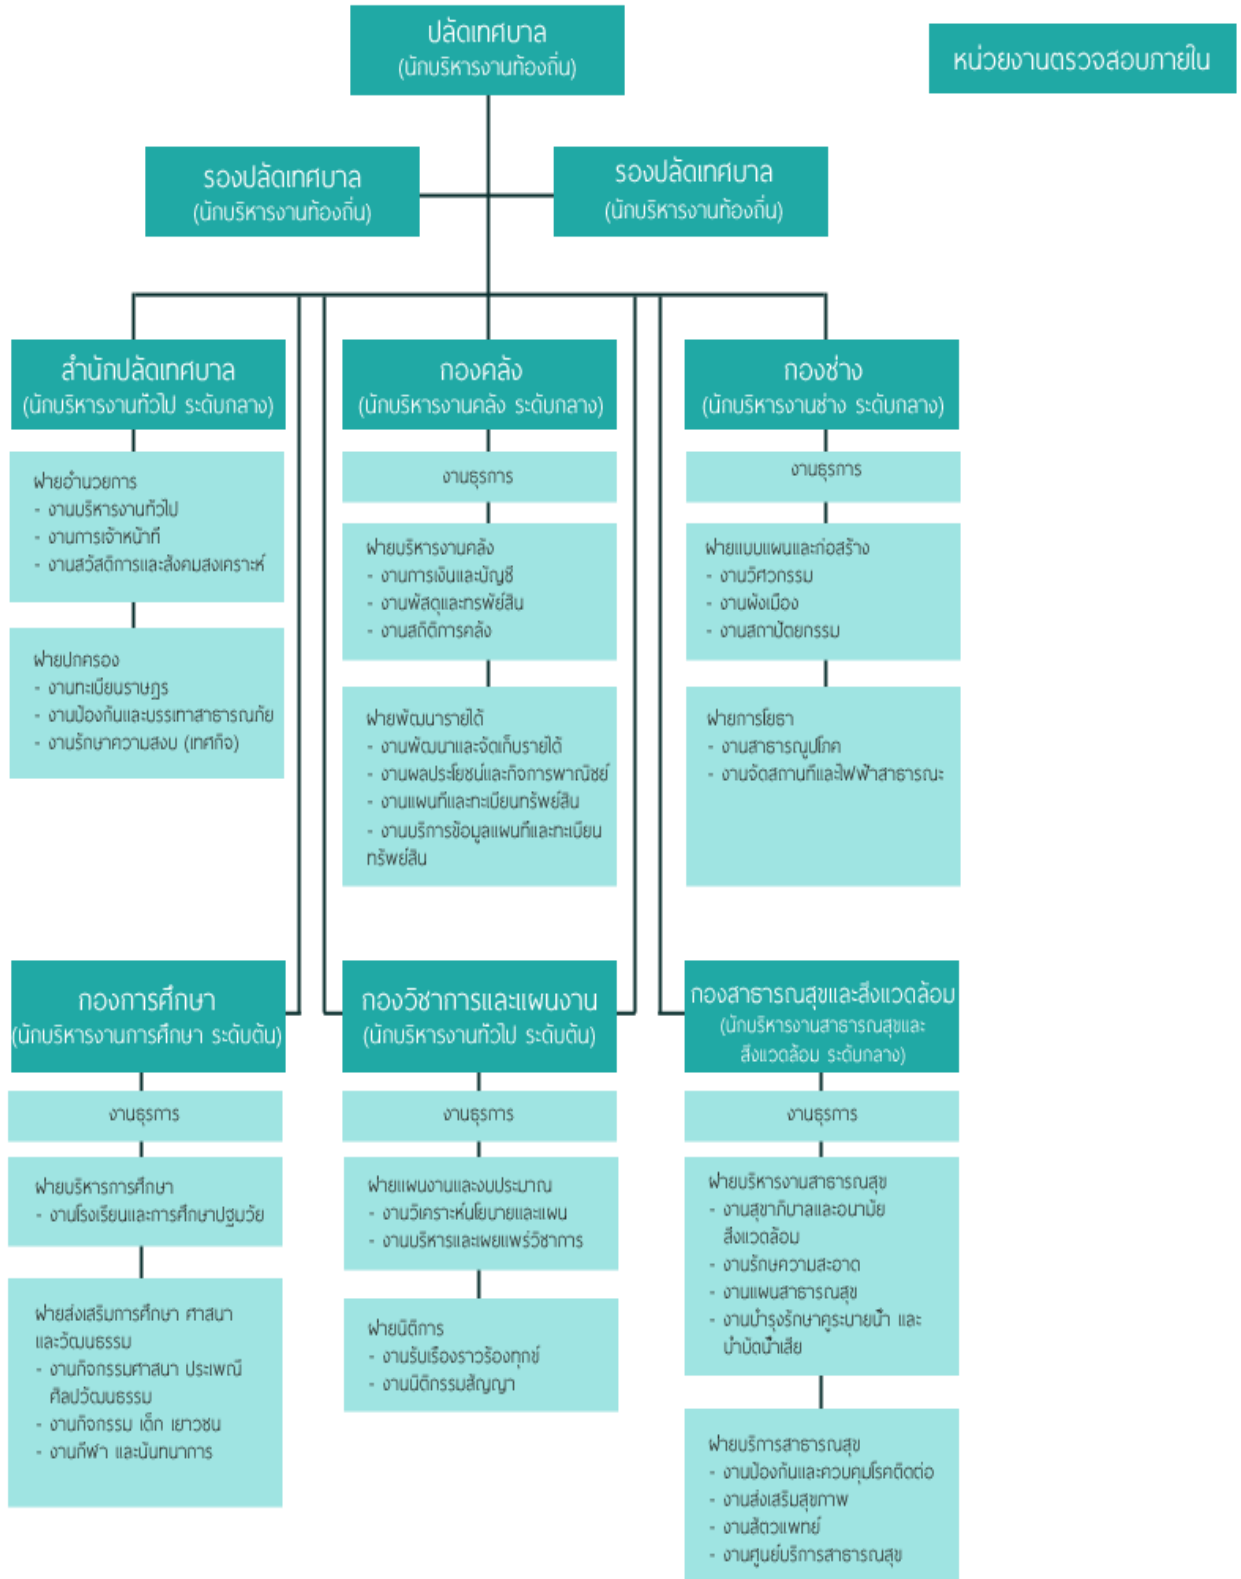 ปลัดเทศบาล
(นักบริหารงานท้องถิ่น)
หน่วยงานตรวจสอบภายใน
รองปลัดเทศบาล
(นักบริหารงานท้องถิ่น)
รองปลัดเทศบาล
(นักบริหารงานท้องถิ่น)
สำนักปลัดเทศบาล
(นักบริหารงานทั่วไป ระดับกลาง)
ฝ่ายอำนวยการ
- งานบริหารงานทั่วไป
- งานการเจ้าหน้าที่
- งานสวัสดิการและสังคมสงเคราะห์
ฝ่ายปกครอง
- งานทะเบียนราษฎร
- งานป้องกันและบรรเทาสาธารณภัย
- งานรักษาความสงบ (เทศกิจ)
กองคลัง
(นักบริหารงานคลัง ระดับกลาง)
งานธุรการ
ฝ่ายบริหารงานคลัง
- งานการเงินและบัญชี
- งานพัสดุและทรัพย์สิน
- งานสถิติการคลัง
ฝ่ายพัฒนารายได้
- งานพัฒนาและจัดเก็บรายได้
- งานผลประโยชน์และกิจการพาณิชย์
- งานแผนที่และทะเบียนทรัพย์สิน
- งานบริการข้อมูลแผนที่และทะเบียน
ทรัพย์สิน
กองช่าง
(นักบริหารงานช่าง ระดับกลาง)
งานธุรการ
ฝ่ายแบบแผนและก่อสร้าง
- งานวิศวกรรม
- งานผังเมือง
- งานสถาปัตยกรรม
ฝ่ายการโยธา
- งานสาธารณูปโภค
- งานจัดสถานที่และไฟฟ้าสาธารณะ
กองการศึกษา
(นักบริหารงานการศึกษา ระดับต้น)
งานธุรการ
ฝ่ายบริหารการศึกษา
- งานโรงเรียนและการศึกษาปฐมวัย
ฝ่ายส่งเสริมการศึกษา ศาสนา
และวัฒนธรรม
- งานกิจกรรมศาสนา ประเพณี
ศิลปวัฒนธรรม
- งานกิจกรรม เด็ก เยาวชน
- งานกีฬา และนันทนาการ
กองวิชาการและแผนงาน
(นักบริหารงานทั่วไป ระดับต้น)
งานธุรการ
ฝ่ายแผนงานและงบประมาณ
- งานวิเคราะห์นโยบายและแผน
- งานบริหารและเผยแพร่วิชาการ
ฝ่ายนิติการ
- งานรับเรื่องราวร้องทุกข์
- งานนิติกรรมสัญญา
กองสาธารณสุขและสิ่งแวดล้อม
(นักบริหารงานสาธารณสุขและ
สิ่งแวดล้อม ระดับกลาง)
งานธุรการ
ฝ่ายบริหารงานสาธารณสุข
- งานสุขาภิบาลและอนามัย
สิ่งแวดล้อม
- งานรักษความสะอาด
- งานแผนสาธารณสุข
- งานบำรุงรักษาคูระบายน้ำ และ
บำบัดน้ำเสีย
ฝ่ายบริการสาธารณสุข
- งานป้องกันและควบคุมโรคติดต่อ
- งานส่งเสริมสุขภาพ
- งานสัตวแพทย์
- งานศูนย์บริการสาธารณสุข